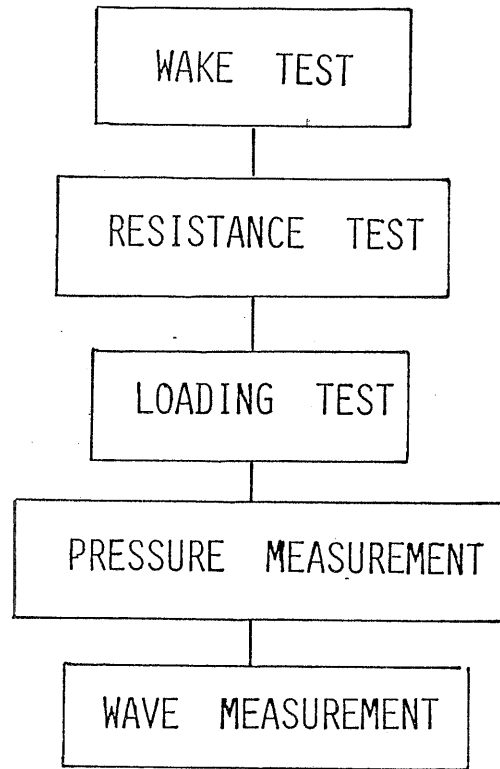 WAKE TEST
RESISTANCE TEST
LOADING TEST
PRESSURE MEASUREMENT
WAVE MEASUREMENT